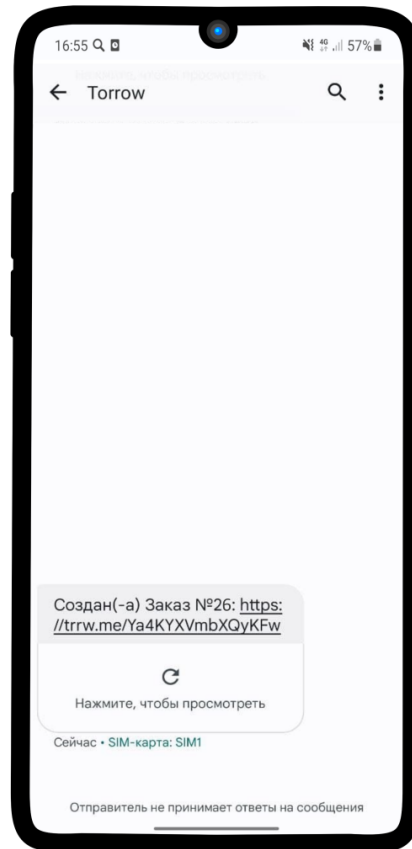 16:55
4G
57%
Torrow
Создан(-а) Заказ №26: https:
//trrw.me/Ya4KYXVmbXQyKFw
Нажмите, чтобы просмотреть
Сейчас • SIM-карта: SIM1
Отправитель не принимает ответы на сообщения